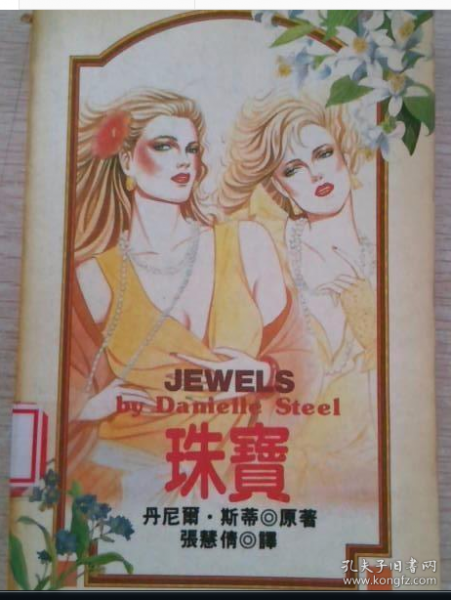 JEWELS
by Danielle Steel
珠寶
丹尼爾·斯蒂◎原著
張慧倩◎譯
孔夫子旧书网
www.kongfz.com